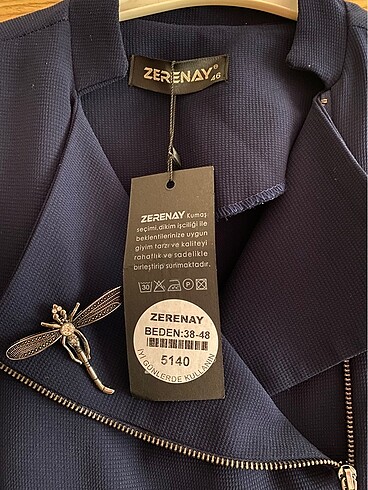 ZERENAY®
46
ZERENAY Kumaş
seçimi,dikim işçiliği ile
beklentilerinize uygun
giyim tarzı ve kaliteyi
rahatlık ve sadelikle
birleştirip sunmaktadır.
30
P
ZERENAY
BEDEN:38-48
5140
İYİ GÜNLERDE KULLANIN